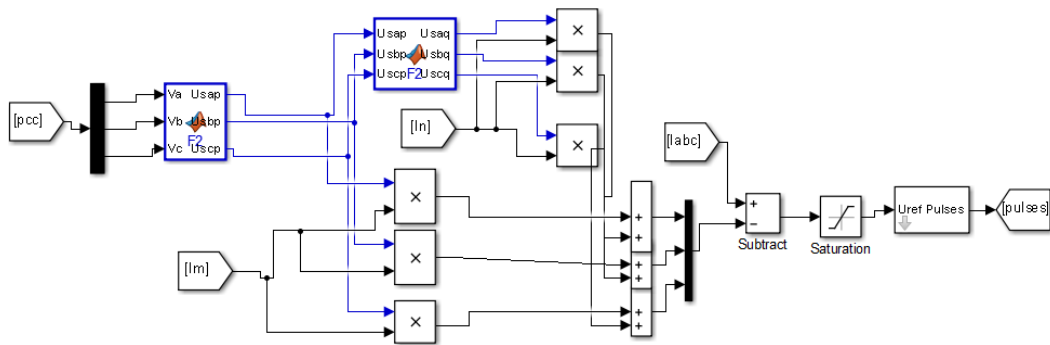 [pcc]
Va Usap
Vb Usbp
Vc Uscp
F2
Usap Usaq
Usbp Usbq
Uscp Uscq
F2
[In]
[Im]
×
×
×
×
×
×
+
+
+
+
+
+
[Iabc]
+
−
Subtract
Saturation
Uref Pulses
[pulses]